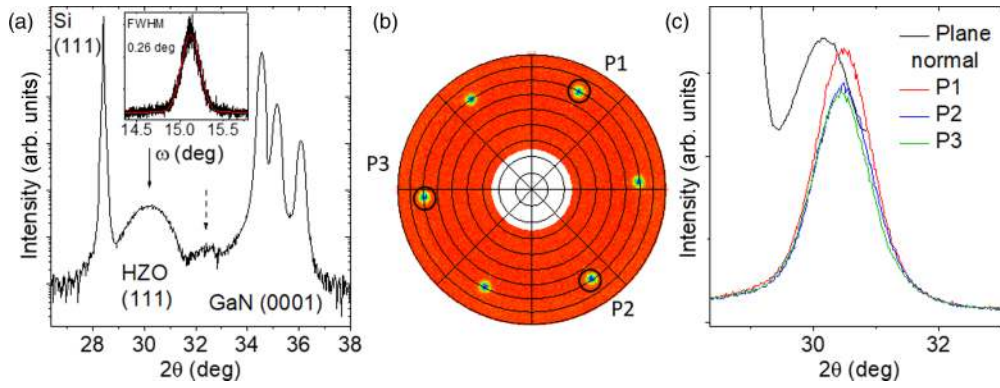 (a)
Si
(111)
FWHM
0.26 deg
14.5 15.0 15.5
ω (deg)
HZO
(111)
GaN (0001)
Intensity (arb. units)
28 30 32 34 36 38
2θ (deg)
(b)
P1
P3
P2
(c)
Plane
normal
P1
P2
P3
Intensity (arb. units)
30 32
2θ (deg)